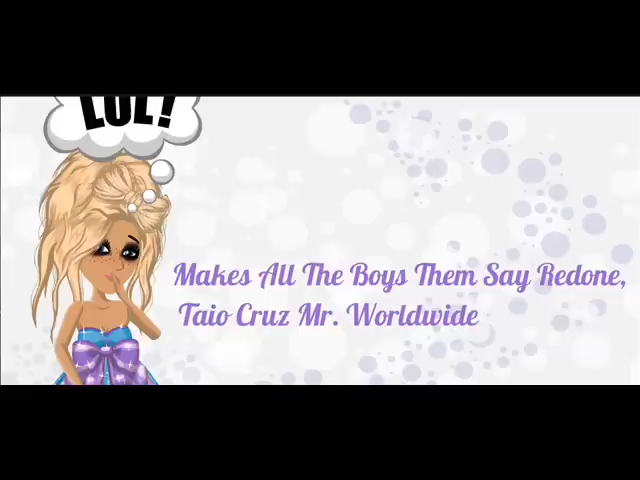 LOL!
Makes All The Boys Them Say Redone,
Taio Cruz Mr. Worldwide